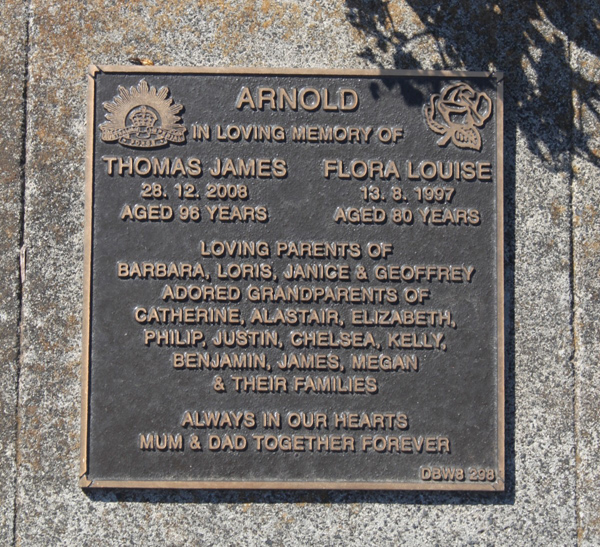 ARNOLD
IN LOVING MEMORY OF
THOMAS JAMES FLORA LOUISE
28. 12. 2008 13. 8. 1997
AGED 96 YEARS AGED 80 YEARS
LOVING PARENTS OF
BARBARA, LORIS, JANICE & GEOFFREY
ADORED GRANDPARENTS OF
CATHERINE, ALASTAIR, ELIZABETH,
PHILIP, JUSTIN, CHELSEA, KELLY,
BENJAMIN, JAMES, MEGAN
& THEIR FAMILIES
ALWAYS IN OUR HEARTS
MUM & DAD TOGETHER FOREVER
DBW8 298